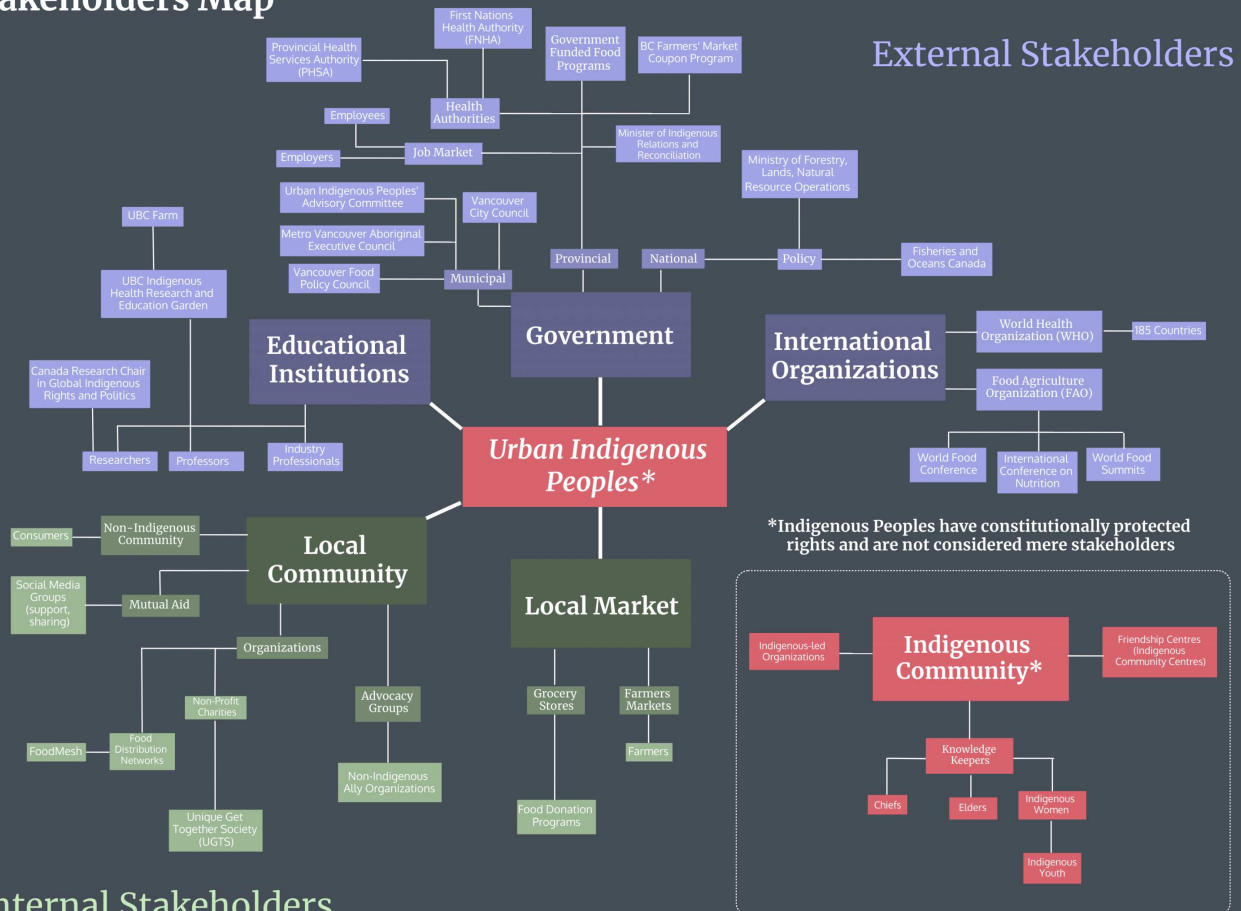 akeholders Map
External Stakeholders
First Nations
Health Authority
(FNHA)
Provincial Health
Services Authority
(PHSA)
Government
Funded Food
Programs
BC Farmers' Market
Coupon Program
Health
Authorities
Employees
Employers
Job Market
Minister of Indigenous
Relations and
Reconciliation
Ministry of Forestry,
Lands, Natural
Resource Operations
Urban Indigenous Peoples'
Advisory Committee
Vancouver
City Council
UBC Farm
Metro Vancouver Aboriginal
Executive Council
Vancouver Food
Policy Council
Municipal
Provincial
National
Policy
Fisheries and
Oceans Canada
UBC Indigenous
Health Research and
Education Garden
Educational
Institutions
Government
International
Organizations
World Health
Organization (WHO)
185 Countries
Food Agriculture
Organization (FAO)
Canada Research Chair
in Global Indigenous
Rights and Politics
Researchers
Professors
Industry
Professionals
Urban Indigenous
Peoples*
World Food
Conference
International
Conference on
Nutrition
World Food
Summits
*Indigenous Peoples have constitutionally protected
rights and are not considered mere stakeholders
Consumers
Non-Indigenous
Community
Local
Community
Social Media
Groups
(support,
sharing)
Mutual Aid
Organizations
Local Market
Non-Profit
Charities
Advocacy
Groups
Grocery
Stores
Farmers
Markets
FoodMesh
Food
Distribution
Networks
Farmers
Non-Indigenous
Ally Organizations
Unique Get
Together Society
(UGTS)
Food Donation
Programs
Indigenous-led
Organizations
Indigenous
Community*
Friendship Centres
(Indigenous
Community Centres)
Knowledge
Keepers
Chiefs
Elders
Indigenous
Women
Indigenous
Youth
nternal Stakeholders